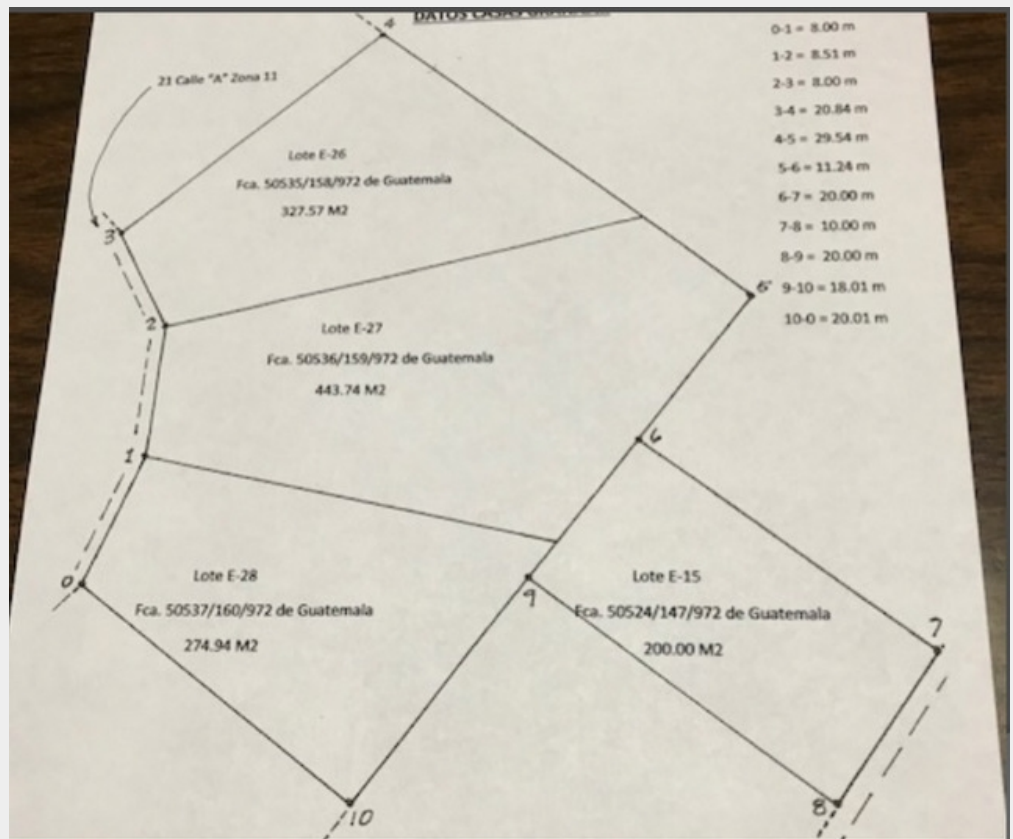 DATOS CASAS
21 Calle "A" Zona 11
4
Lote E-26
Fca. 50535/158/972 de Guatemala
327.57 M2
3
2
Lote E-27
Fca. 50536/159/972 de Guatemala
443.74 M2
5
6
1
Lote E-28
Fca. 50537/160/972 de Guatemala
274.94 M2
0
9
Lote E-15
Fca. 50524/147/972 de Guatemala
200.00 M2
7
8
10
0-1 = 8.00 m
1-2 = 8.51 m
2-3 = 8.00 m
3-4 = 20.84 m
4-5 = 29.54 m
5-6 = 11.24 m
6-7 = 20.00 m
7-8 = 10.00 m
8-9 = 20.00 m
9-10 = 18.01 m
10-0 = 20.01 m